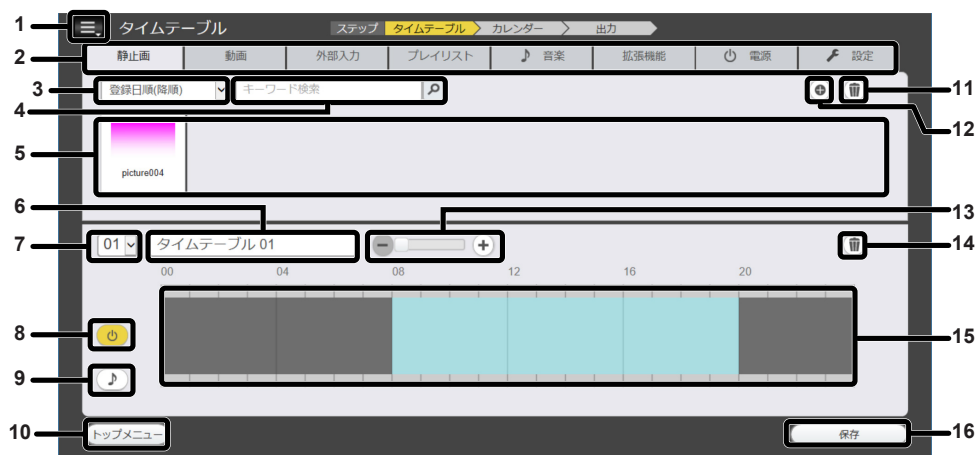 1
タイムテーブル
ステップ タイムテーブル カレンダー 出力
2
静止画 動画 外部入力 プレイリスト 音楽 拡張機能 電源 設定
3
登録日順(降順) キーワード検索
11
4
12
5
picture004
6
13
7
01 タイムテーブル 01
14
00 04 08 12 16 20
8
15
9
10
トップメニュー
保存
16